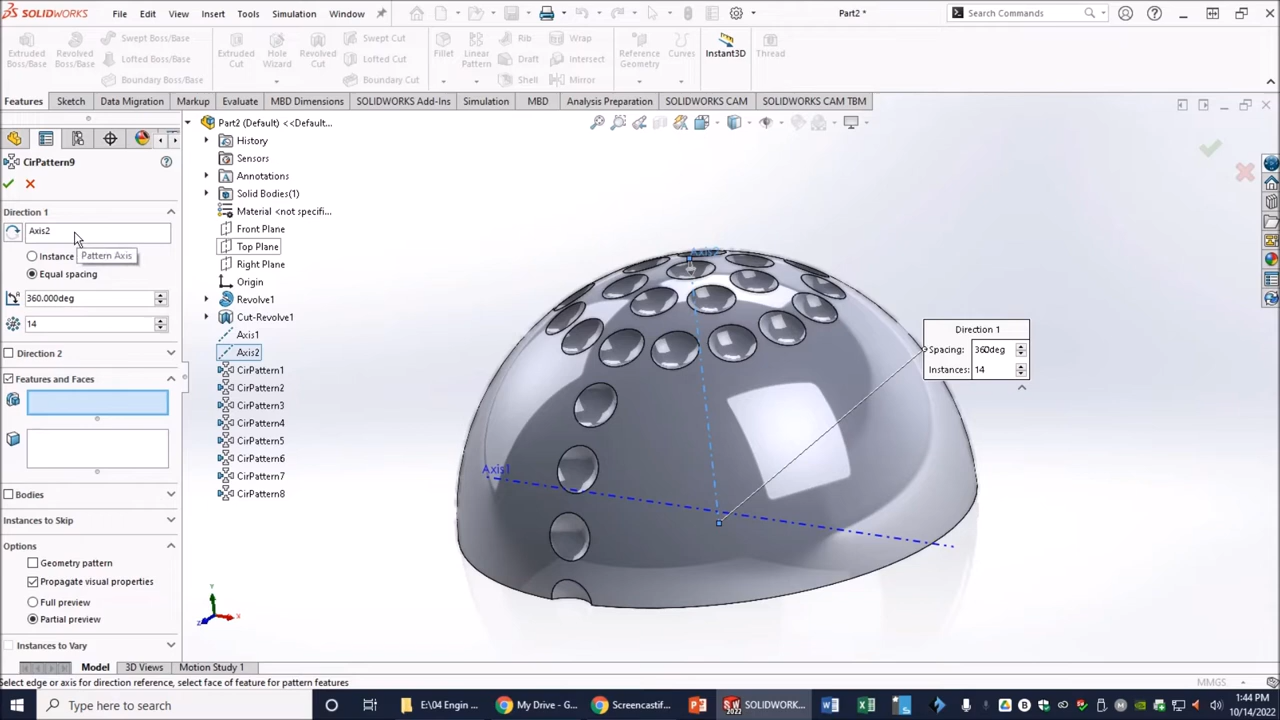 SOLIDWORKS File Edit View Insert Tools Simulation Window Part2 * Search Commands
Extruded Boss/Base
Revolved Boss/Base
Swept Boss/Base
Lofted Boss/Base
Boundary Boss/Base
Extruded Cut
Hole Wizard
Revolved Cut
Swept Cut
Lofted Cut
Boundary Cut
Fillet
Linear Pattern
Rib
Draft
Shell
Wrap
Intersect
Mirror
Reference Geometry
Curves
Instant3D
Thread
Features Sketch Data Migration Markup Evaluate MBD Dimensions SOLIDWORKS Add-Ins Simulation MBD Analysis Preparation SOLIDWORKS CAM SOLIDWORKS CAM TBM
CirPattern9
Direction 1
Axis2
Pattern Axis
Instance
Equal spacing
360.000deg
14
Direction 2
Features and Faces
Bodies
Instances to Skip
Options
Geometry pattern
Propagate visual properties
Full preview
Partial preview
Instances to Vary
Part2 (Default) <<Default...
History
Sensors
Annotations
Solid Bodies(1)
Material <not specifi...
Front Plane
Top Plane
Right Plane
Origin
Revolve1
Cut-Revolve1
Axis1
Axis2
CirPattern1
CirPattern2
CirPattern3
CirPattern4
CirPattern5
CirPattern6
CirPattern7
CirPattern8
Axis2
Axis1
Direction 1
Spacing: 360deg
Instances: 14
Y
X
Z
Model 3D Views Motion Study 1
Select edge or axis for direction reference, select face of feature for pattern features MMGS
Type here to search E:\04 Engin ... My Drive - G... Screencastif... SOLIDWORK... 1:44 PM
10/14/2022